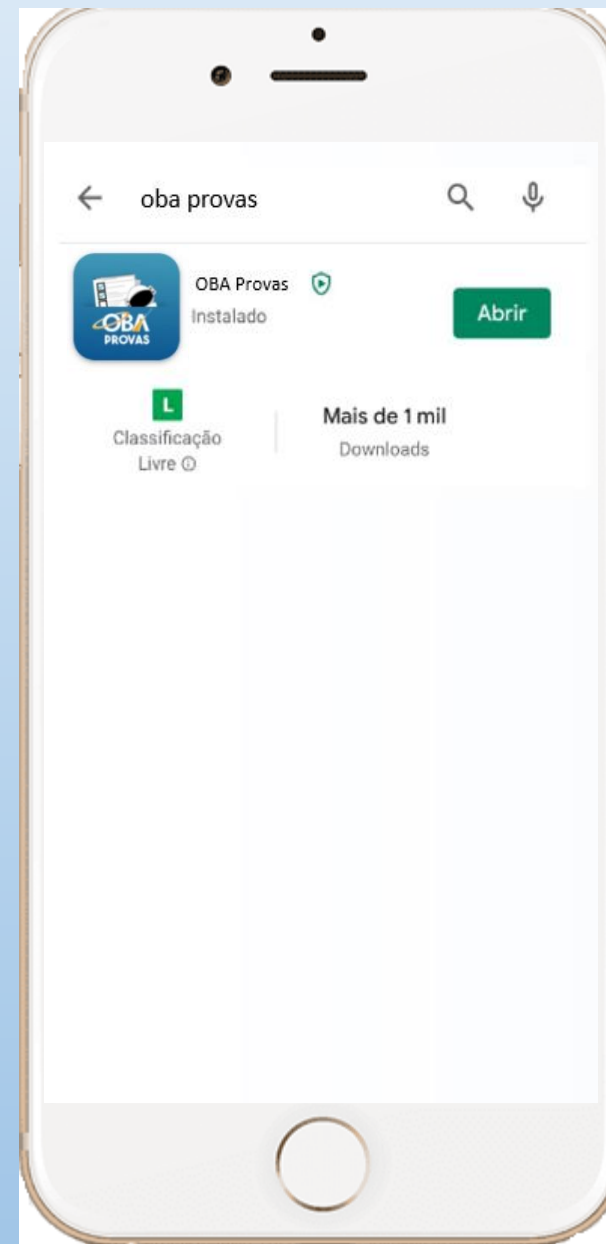 oba provas
OBA Provas
Instalado
Abrir
OBA
PROVAS
L
Classificação
Livre
Mais de 1 mil
Downloads